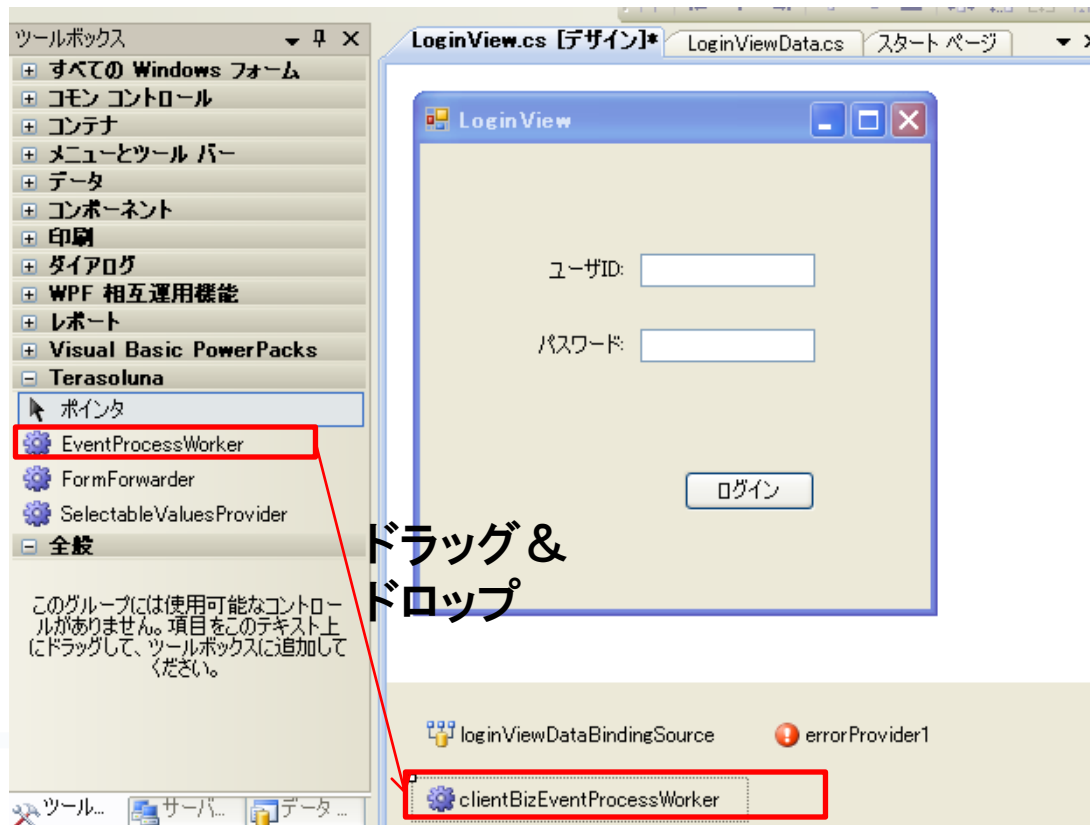 ツールボックス
すべての Windows フォーム
コモン コントロール
コンテナ
メニューとツール バー
データ
コンポーネント
印刷
ダイアログ
WPF 相互運用機能
レポート
Visual Basic PowerPacks
Terasoluna
ポインタ
EventProcessWorker
FormForwarder
SelectableValuesProvider
全般
このグループには使用可能なコントロー
ルがありません。項目をこのテキスト上
にドラッグして、ツールボックスに追加して
ください。
ツール...
サーバ...
データ ...
LoginView.cs [デザイン]*
LoginViewData.cs
スタート ページ
LoginView
ユーザID:
パスワード:
ログイン
ドラッグ &
ドロップ
loginViewDataBindingSource
errorProvider1
clientBizEventProcessWorker